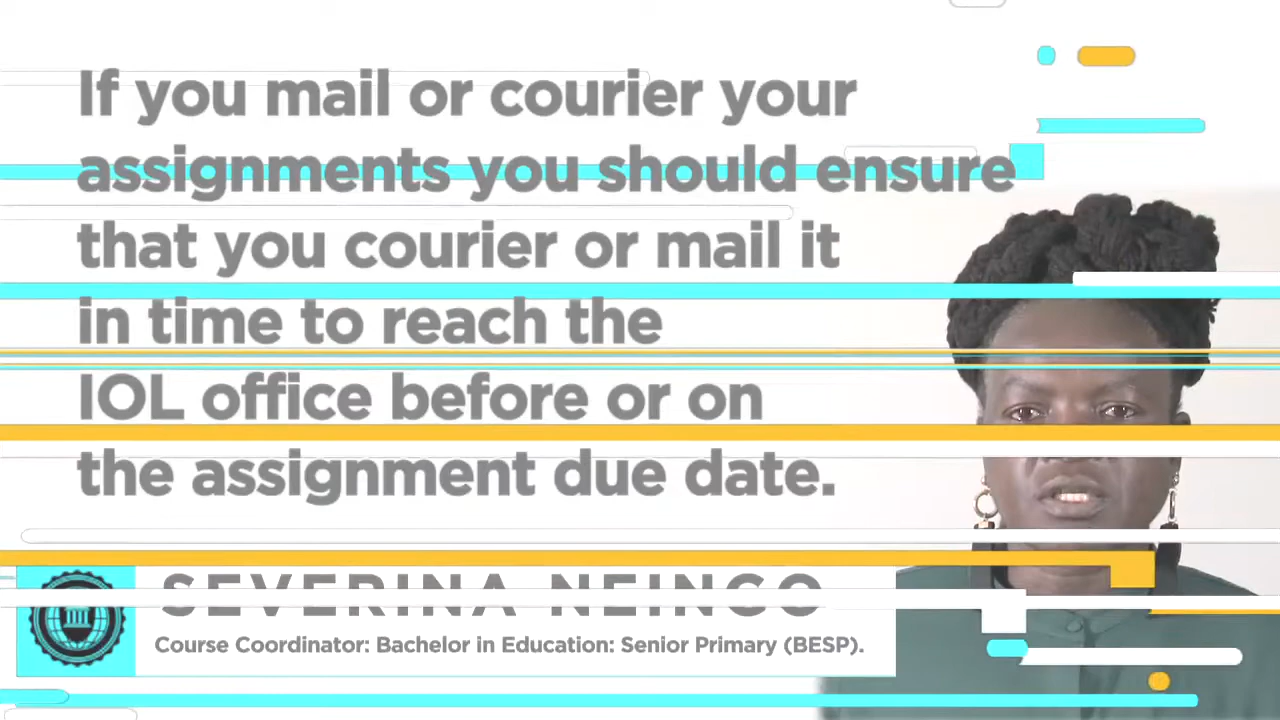 If you mail or courier your
assignments you should ensure
that you courier or mail it
in time to reach the
IOL office before or on
the assignment due date.
SEVERINA NEINGO
Course Coordinator: Bachelor in Education: Senior Primary (BESP).